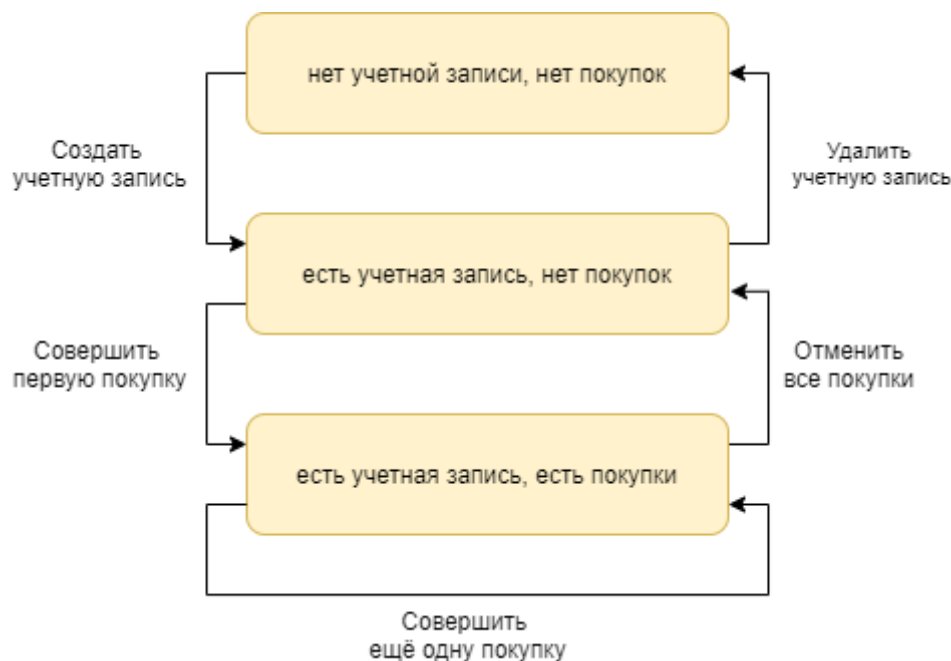 нет учетной записи, нет покупок
Создать
учетную запись
Удалить
учетную запись
есть учетная запись, нет покупок
Совершить
первую покупку
Отменить
все покупки
есть учетная запись, есть покупки
Совершить
ещё одну покупку